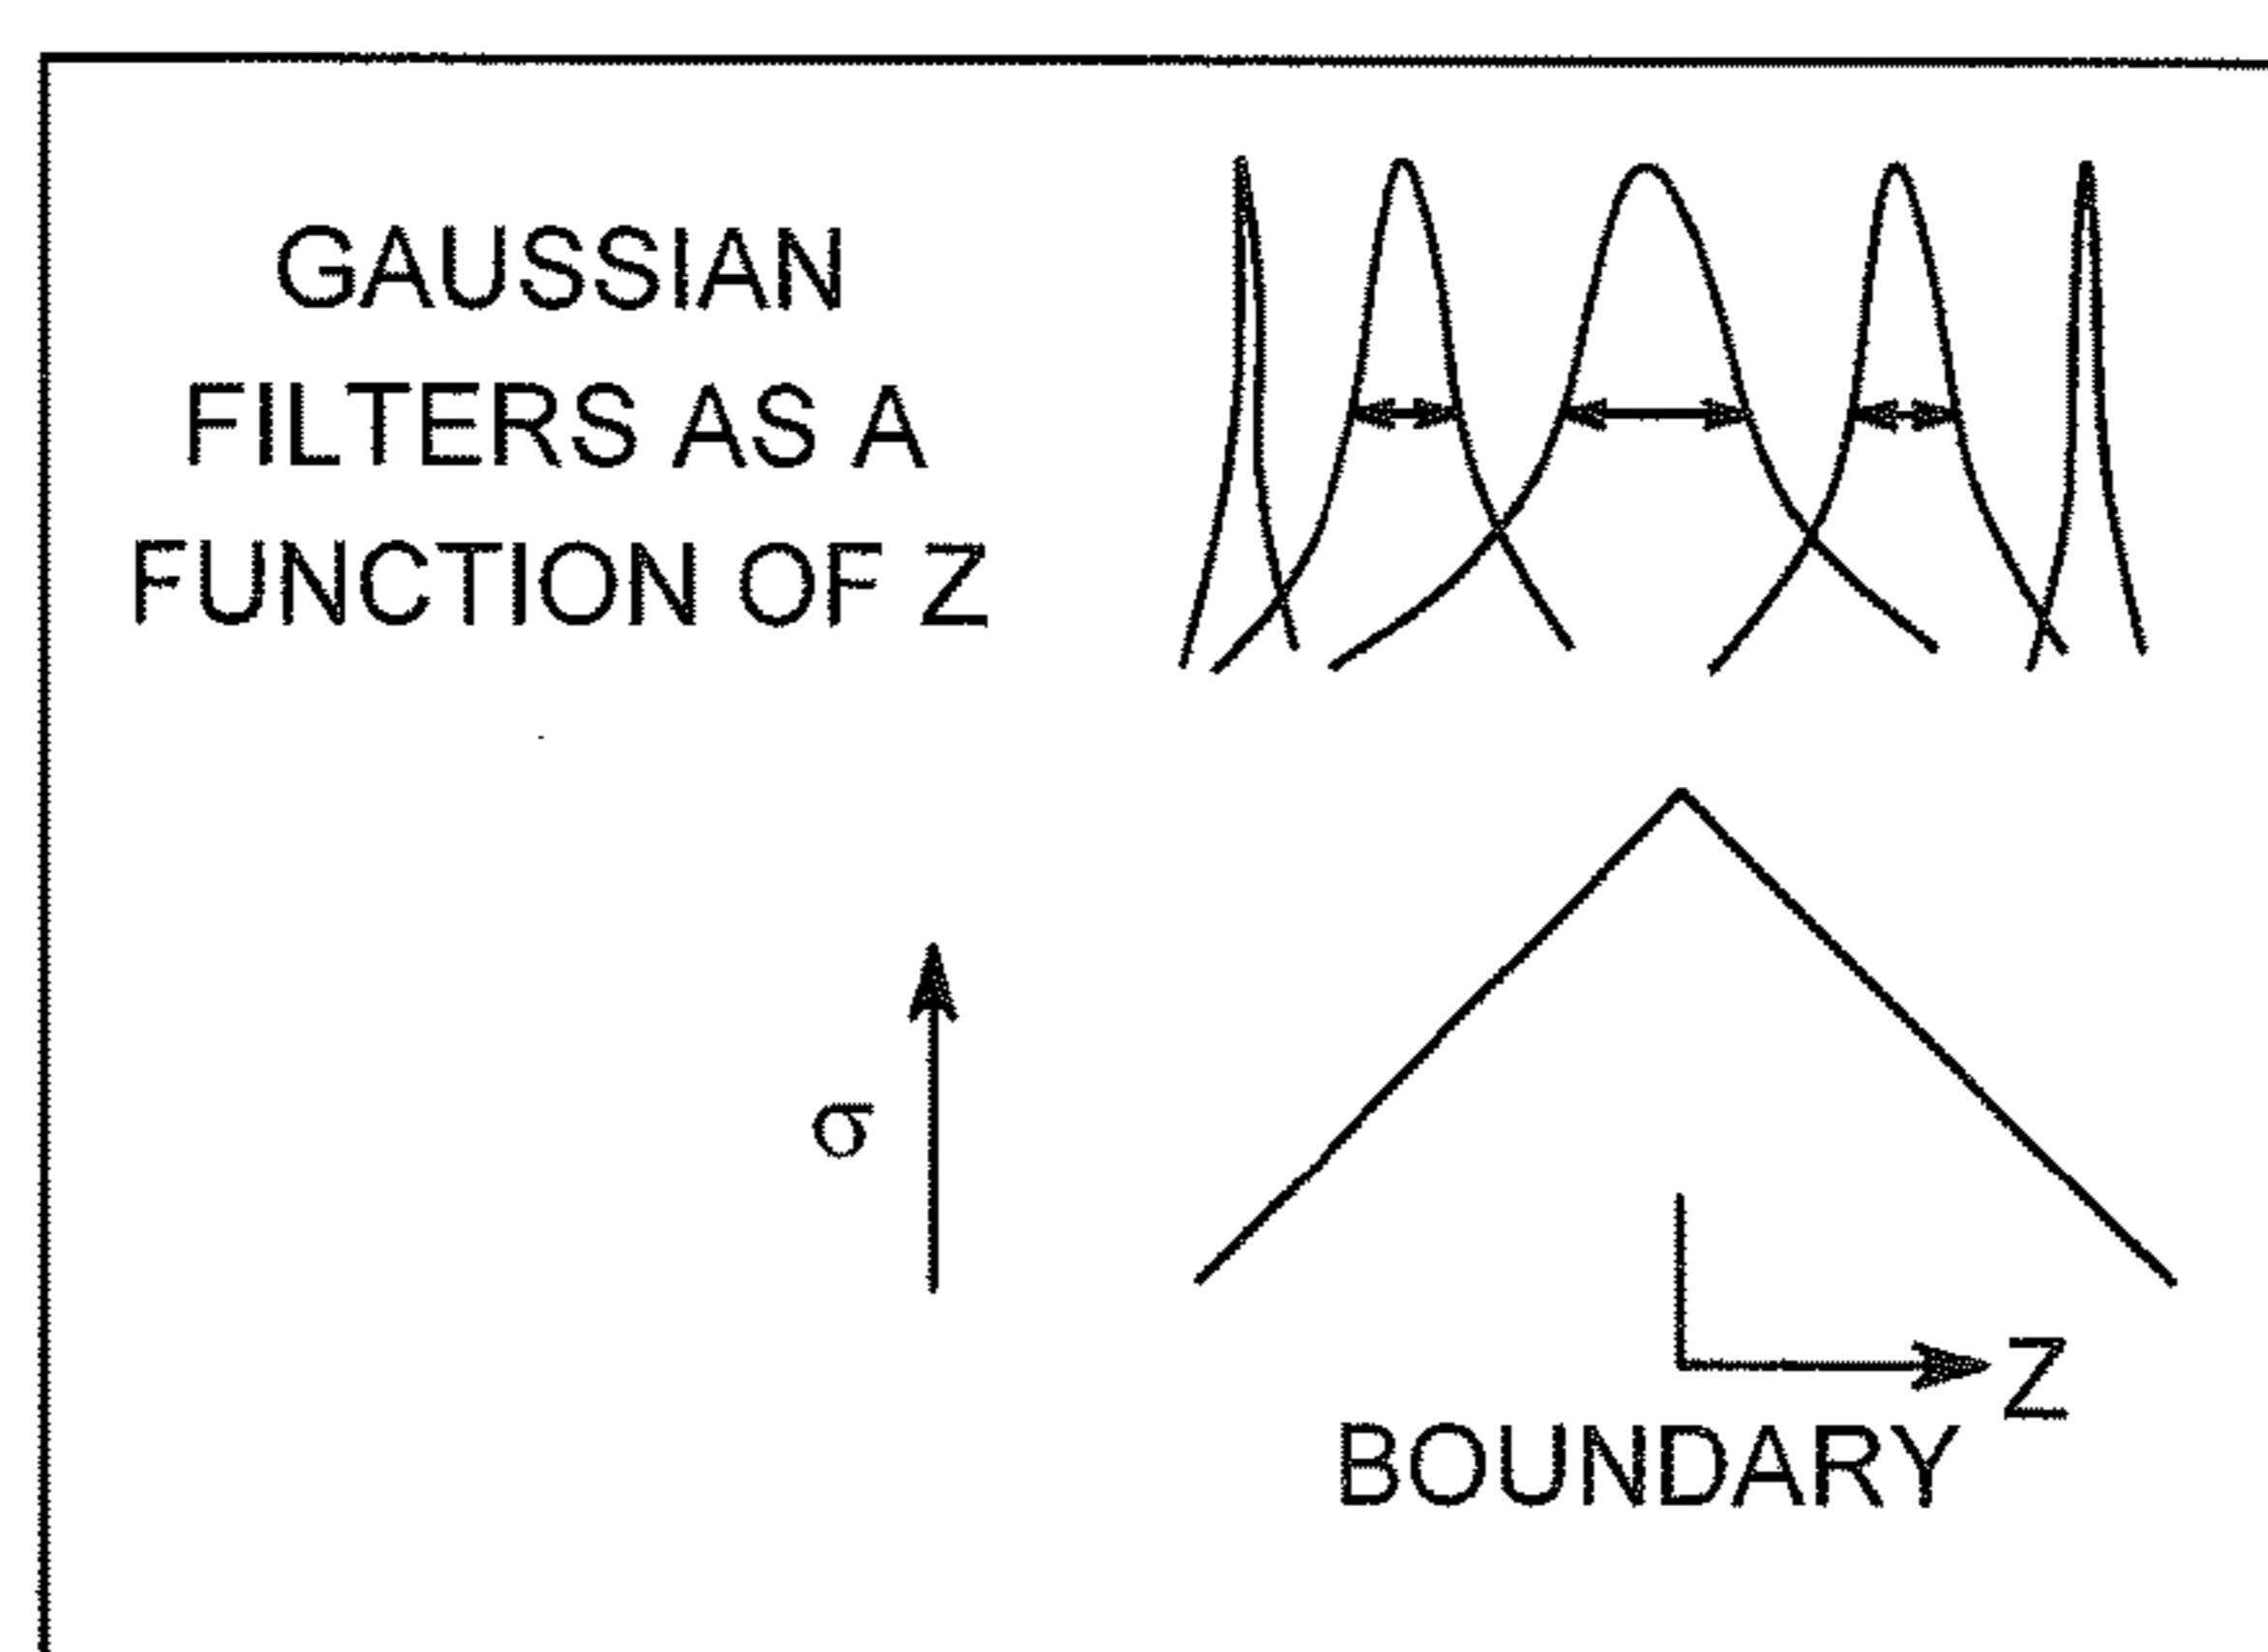 GAUSSIAN
FILTERS AS A
FUNCTION OF Z
σ
Z
BOUNDARY